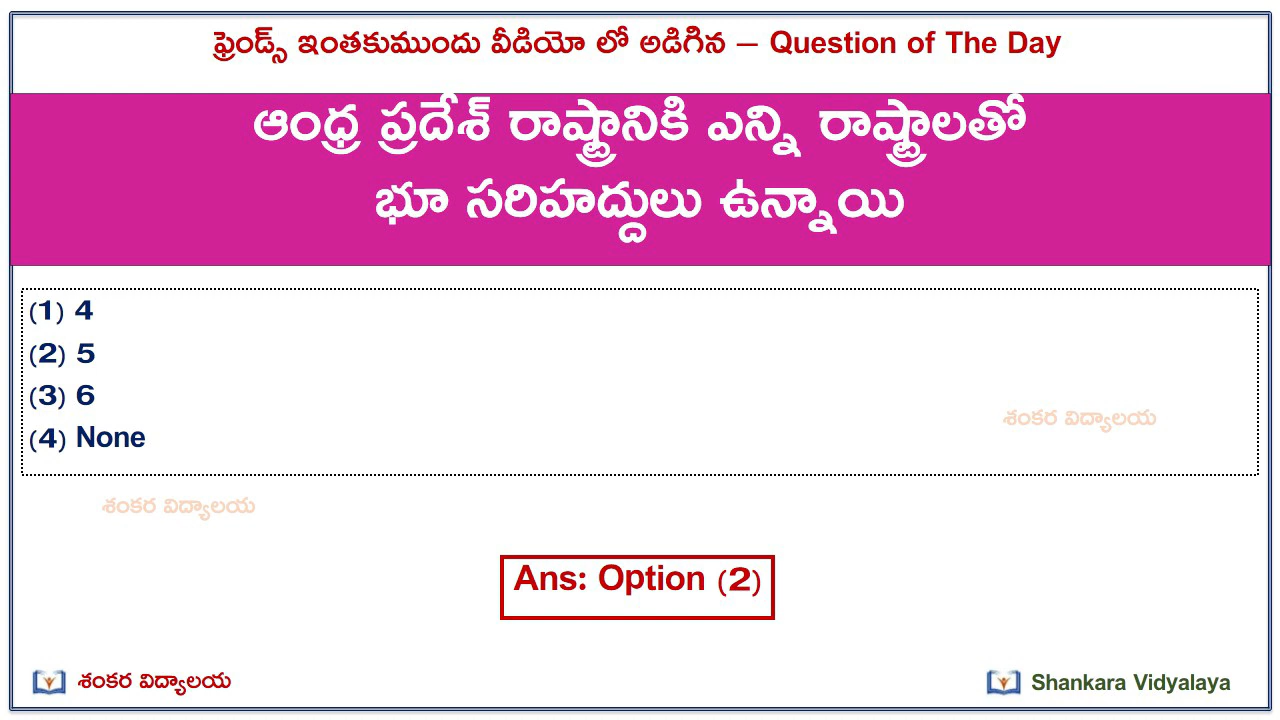 ఫ్రెండ్స్ ఇంతకుముందు వీడియో లో అడిగిన – Question of The Day
ఆంధ్ర ప్రదేశ్ రాష్ట్రానికి ఎన్ని రాష్ట్రాలతో
భూ సరిహద్దులు ఉన్నాయి
(1) 4
(2) 5
(3) 6
(4) None
శంకర విద్యాలయ
శంకర విద్యాలయ
Ans: Option (2)
శంకర విద్యాలయ
Shankara Vidyalaya